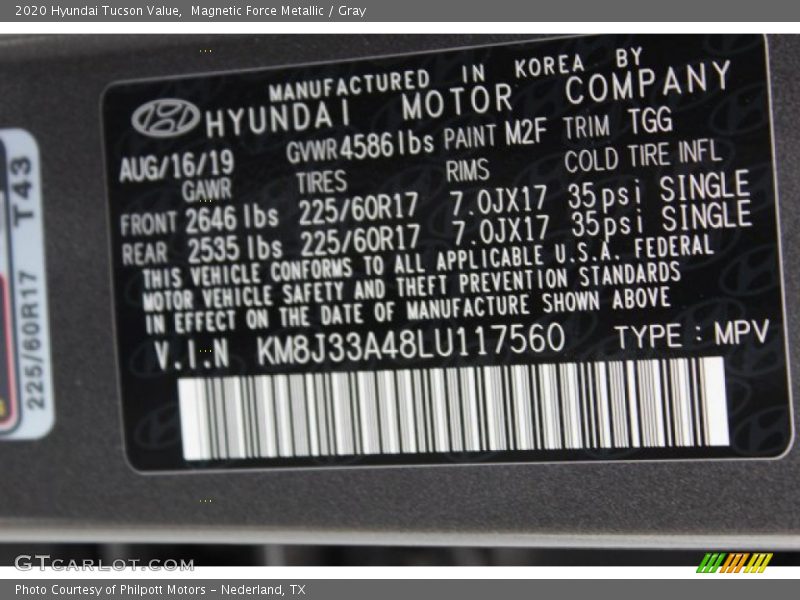 2020 Hyundai Tucson Value,  Magnetic Force Metallic / Gray
MANUFACTURED IN KOREA BY
HYUNDAI MOTOR COMPANY
AUG/16/19 GVWR 4586lbs PAINT M2F TRIM TGG
GAWR TIRES RIMS COLD TIRE INFL
FRONT 2646 lbs 225/60R17 7.0JX17 35psi SINGLE
REAR 2535 lbs 225/60R17 7.0JX17 35psi SINGLE
THIS VEHICLE CONFORMS TO ALL APPLICABLE U.S.A. FEDERAL
MOTOR VEHICLE SAFETY AND THEFT PREVENTION STANDARDS
IN EFFECT ON THE DATE OF MANUFACTURE SHOWN ABOVE
V.I.N KM8J33A48LU117560 TYPE : MPV
T43
225/60R17
GTCARLOT.COM
Photo Courtesy of Philpott Motors - Nederland, TX